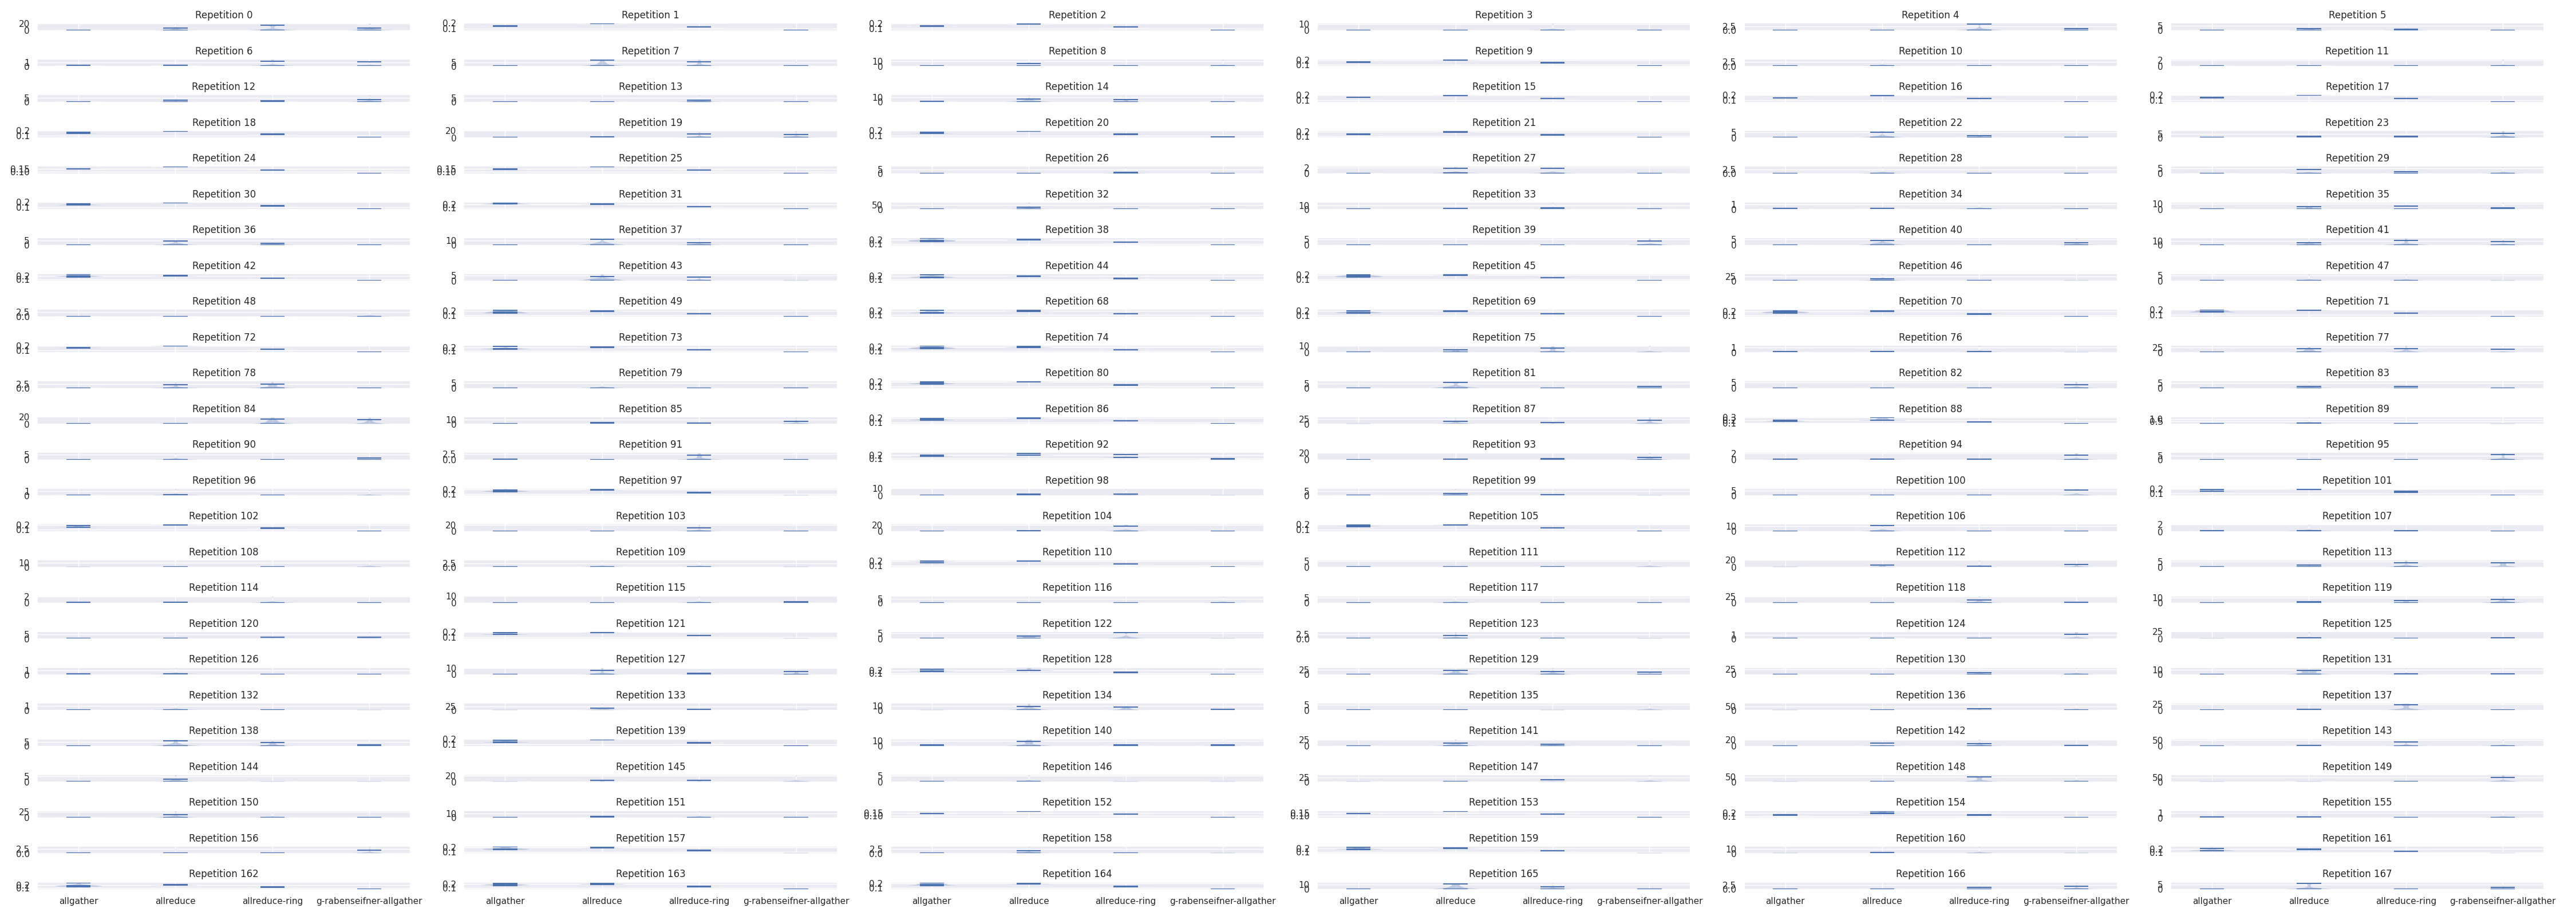 Repetition 0 Repetition 1 Repetition 2 Repetition 3 Repetition 4 Repetition 5
20 0.2 0.2 10 2.5 5
0 0.1 0.1 0 0.0 0
Repetition 6 Repetition 7 Repetition 8 Repetition 9 Repetition 10 Repetition 11
1 5 10 0.2 2.5 2
0 0 0 0.1 0.0 0
Repetition 12 Repetition 13 Repetition 14 Repetition 15 Repetition 16 Repetition 17
5 5 10 0.2 0.2 0.2
0 0 0 0.1 0.1 0.1
Repetition 18 Repetition 19 Repetition 20 Repetition 21 Repetition 22 Repetition 23
0.2 20 0.2 0.2 5 5
0.1 0 0.1 0.1 0 0
Repetition 24 Repetition 25 Repetition 26 Repetition 27 Repetition 28 Repetition 29
0.15 0.15 5 2 2.5 5
0.10 0.10 0 0 0.0 0
Repetition 30 Repetition 31 Repetition 32 Repetition 33 Repetition 34 Repetition 35
0.2 0.2 50 10 1 10
0.1 0.1 0 0 0 0
Repetition 36 Repetition 37 Repetition 38 Repetition 39 Repetition 40 Repetition 41
5 10 0.2 5 5 10
0 0 0.1 0 0 0
Repetition 42 Repetition 43 Repetition 44 Repetition 45 Repetition 46 Repetition 47
0.2 5 0.2 0.2 25 5
0.1 0 0.1 0.1 0 0
Repetition 48 Repetition 49 Repetition 68 Repetition 69 Repetition 70 Repetition 71
2.5 0.2 0.2 0.2 0.2 0.2
0.0 0.1 0.1 0.1 0.1 0.1
Repetition 72 Repetition 73 Repetition 74 Repetition 75 Repetition 76 Repetition 77
0.2 0.2 0.2 10 1 25
0.1 0.1 0.1 0 0 0
Repetition 78 Repetition 79 Repetition 80 Repetition 81 Repetition 82 Repetition 83
2.5 5 0.2 5 5 5
0.0 0 0.1 0 0 0
Repetition 84 Repetition 85 Repetition 86 Repetition 87 Repetition 88 Repetition 89
20 10 0.2 25 0.3 1.0
0 0 0.1 0 0.1 0.5
Repetition 90 Repetition 91 Repetition 92 Repetition 93 Repetition 94 Repetition 95
5 2.5 0.2 20 2 5
0 0.0 0.1 0 0 0
Repetition 96 Repetition 97 Repetition 98 Repetition 99 Repetition 100 Repetition 101
1 0.2 10 5 5 0.2
0 0.1 0 0 0 0.1
Repetition 102 Repetition 103 Repetition 104 Repetition 105 Repetition 106 Repetition 107
0.2 20 20 0.2 10 2
0.1 0 0 0.1 0 0
Repetition 108 Repetition 109 Repetition 110 Repetition 111 Repetition 112 Repetition 113
10 2.5 0.2 5 20 5
0 0.0 0.1 0 0 0
Repetition 114 Repetition 115 Repetition 116 Repetition 117 Repetition 118 Repetition 119
2 10 5 5 25 10
0 0 0 0 0 0
Repetition 120 Repetition 121 Repetition 122 Repetition 123 Repetition 124 Repetition 125
5 0.2 5 2.5 1 25
0 0.1 0 0.0 0 0
Repetition 126 Repetition 127 Repetition 128 Repetition 129 Repetition 130 Repetition 131
1 10 0.2 25 25 10
0 0 0.1 0 0 0
Repetition 132 Repetition 133 Repetition 134 Repetition 135 Repetition 136 Repetition 137
1 25 10 5 50 25
0 0 0 0 0 0
Repetition 138 Repetition 139 Repetition 140 Repetition 141 Repetition 142 Repetition 143
5 0.2 10 25 20 50
0 0.1 0 0 0 0
Repetition 144 Repetition 145 Repetition 146 Repetition 147 Repetition 148 Repetition 149
5 20 5 25 50 50
0 0 0 0 0 0
Repetition 150 Repetition 151 Repetition 152 Repetition 153 Repetition 154 Repetition 155
25 10 0.15 0.15 0.2 1
0 0 0.10 0.10 0.1 0
Repetition 156 Repetition 157 Repetition 158 Repetition 159 Repetition 160 Repetition 161
2.5 0.2 2.5 0.2 10 0.2
0.0 0.1 0.0 0.1 0 0.1
Repetition 162 Repetition 163 Repetition 164 Repetition 165 Repetition 166 Repetition 167
0.2 0.2 0.2 10 2.5 5
0.1 0.1 0.1 0 0.0 0
allgather allreduce allreduce-ring g-rabenseifner-allgather allgather allreduce allreduce-ring g-rabenseifner-allgather allgather allreduce allreduce-ring g-rabenseifner-allgather allgather allreduce allreduce-ring g-rabenseifner-allgather allgather allreduce allreduce-ring g-rabenseifner-allgather allgather allreduce allreduce-ring g-rabenseifner-allgather